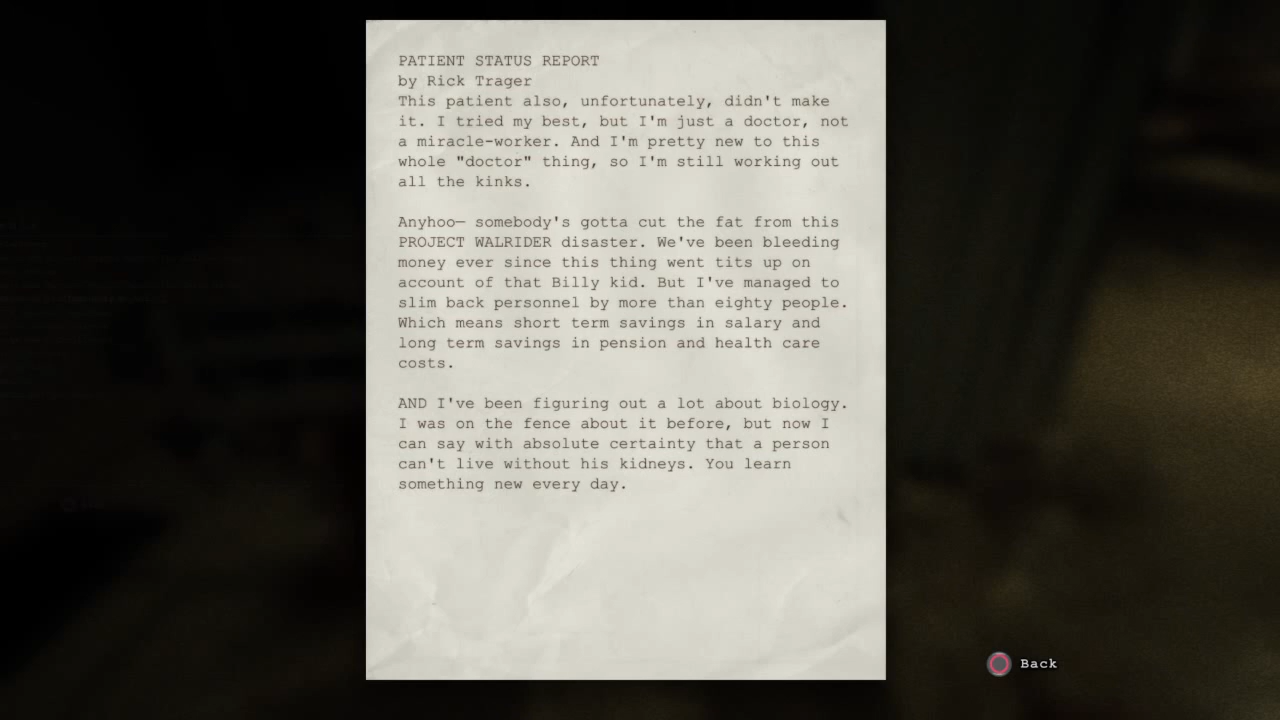 PATIENT STATUS REPORT
by Rick Trager
This patient also, unfortunately, didn't make
it. I tried my best, but I'm just a doctor, not
a miracle-worker. And I'm pretty new to this
whole "doctor" thing, so I'm still working out
all the kinks.
Anyhoo— somebody's gotta cut the fat from this
PROJECT WALRIDER disaster. We've been bleeding
money ever since this thing went tits up on
account of that Billy kid. But I've managed to
slim back personnel by more than eighty people.
Which means short term savings in salary and
long term savings in pension and health care
costs.
AND I've been figuring out a lot about biology.
I was on the fence about it before, but now I
can say with absolute certainty that a person
can't live without his kidneys. You learn
something new every day.
Back